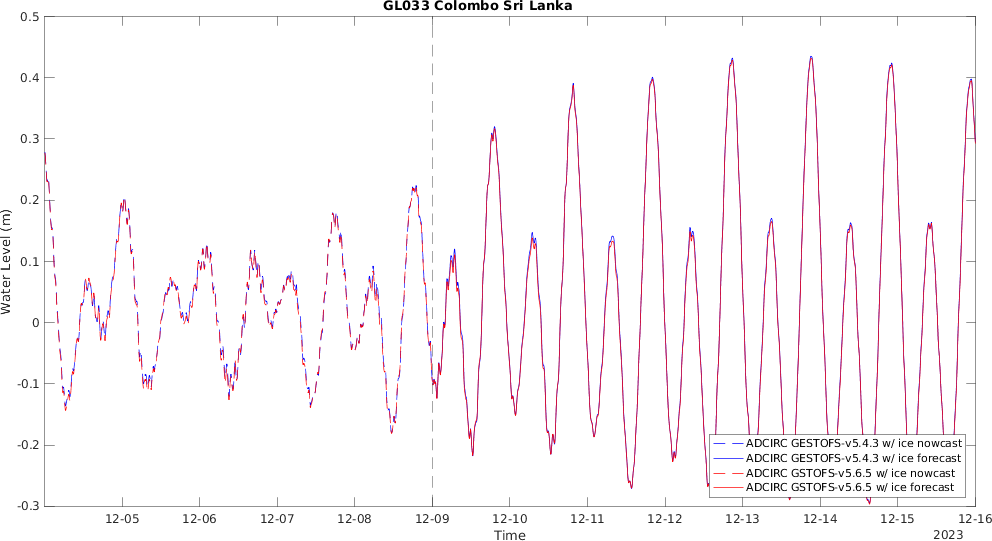 GL033 Colombo Sri Lanka
0.5
0.4
0.3
0.2
0.1
0
-0.1
-0.2
-0.3
Water Level (m)
ADCIRC GESTOFS-v5.4.3 w/ ice nowcast
ADCIRC GESTOFS-v5.4.3 w/ ice forecast
ADCIRC GSTOFS-v5.6.5 w/ ice nowcast
ADCIRC GSTOFS-v5.6.5 w/ ice forecast
12-05 12-06 12-07 12-08 12-09 12-10 12-11 12-12 12-13 12-14 12-15 12-16
Time
2023